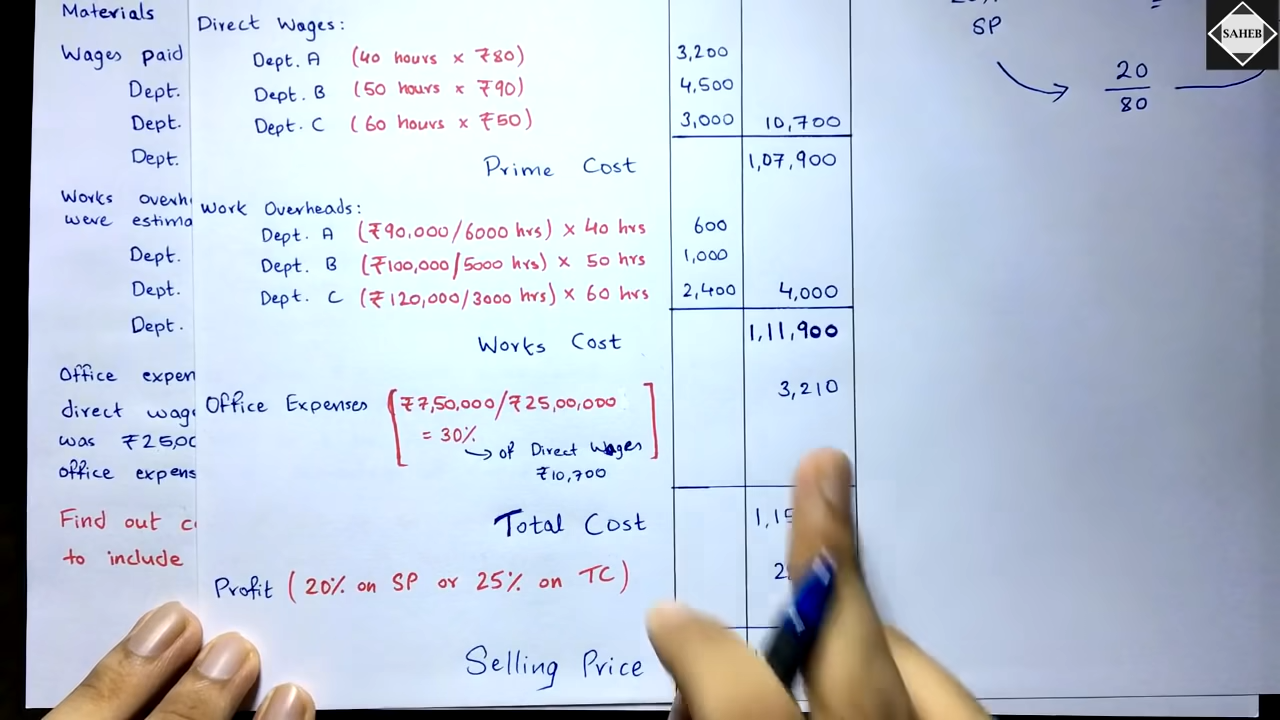 Materials
Wages paid
Dept.
Dept.
Dept.
Works overh
were estima
Dept.
Dept.
Dept.
Office expen
direct wag
was ₹25,00
office expens
Find out c
to include
Direct Wages:
Dept. A (40 hours x ₹80) 3,200
Dept. B (50 hours x ₹90) 4,500
Dept. C (60 hours x ₹50) 3,000 10,700
Prime Cost 1,07,900
Work Overheads:
Dept. A (₹90,000/6000 hrs) x 40 hrs 600
Dept. B (₹100,000/5000 hrs) x 50 hrs 1,000
Dept. C (₹120,000/3000 hrs) x 60 hrs 2,400 4,000
Works Cost 1,11,900
Office Expenses [₹7,50,000/₹25,00,000 3,210
= 30%
→ of Direct Wages]
₹10,700
Total Cost 1,15
Profit (20% on SP or 25% on TC) 2
Selling Price
SP
20
80
SAHEB